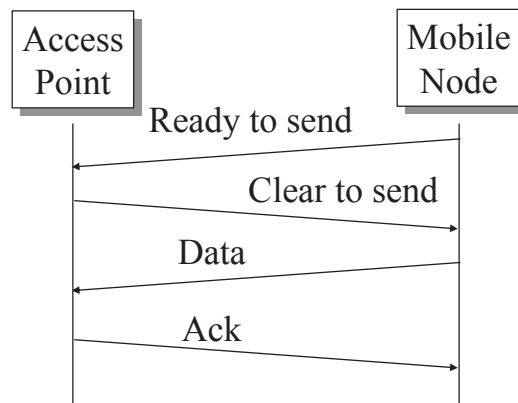 Access
Point
Mobile
Node
Ready to send
Clear to send
Data
Ack